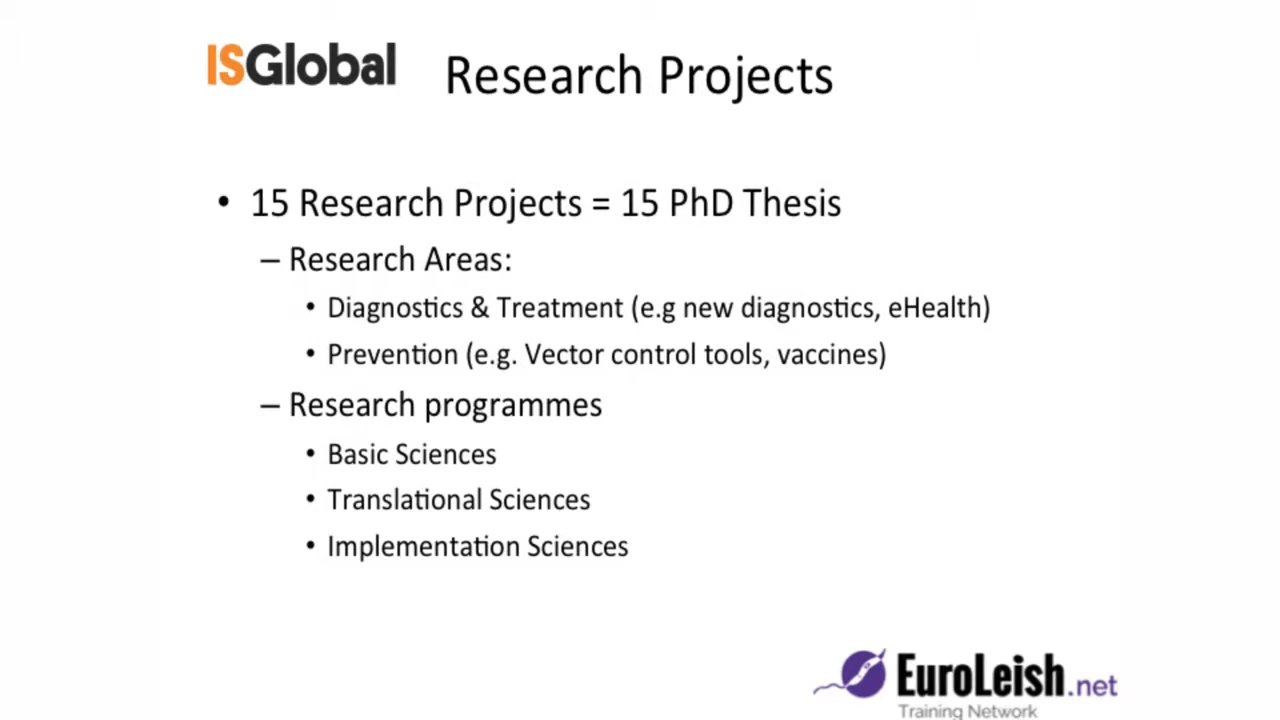 ISGlobal
Research Projects
• 15 Research Projects = 15 PhD Thesis
– Research Areas:
• Diagnostics & Treatment (e.g new diagnostics, eHealth)
• Prevention (e.g. Vector control tools, vaccines)
– Research programmes
• Basic Sciences
• Translational Sciences
• Implementation Sciences
EuroLeish.net
Training Network